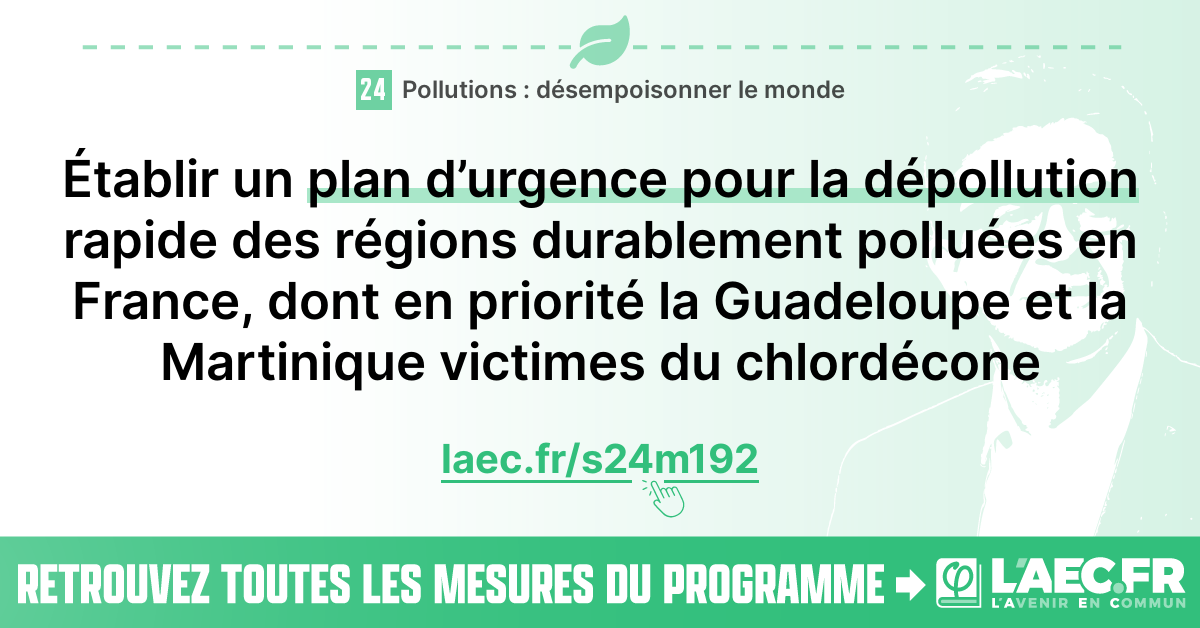 24 Pollutions : désempoisonner le monde
Établir un plan d’urgence pour la dépollution
rapide des régions durablement polluées en
France, dont en priorité la Guadeloupe et la
Martinique victimes du chlordécone
laec.fr/s24m192
RETROUVEZ TOUTES LES MESURES DU PROGRAMME φ L'AEC.FR
L'AVENIR EN COMMUN